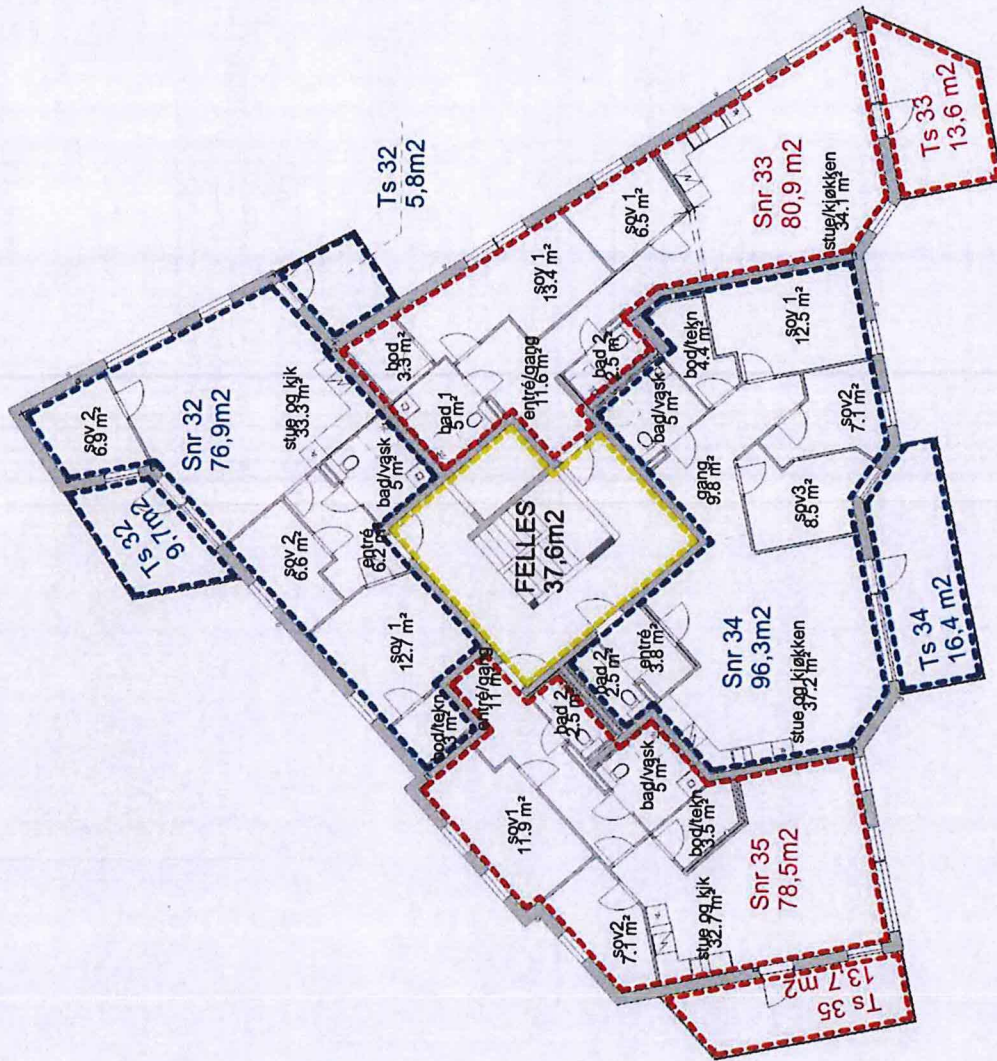 Ts 32
5,8m2
Ts 33
13,6 m2
Snr 33
80,9 m2
stue/kjøkken
34.1 m²
sov 1
6.5 m²
sov 1
13.4 m²
bod
3.3 m²
bad 1
5 m²
entré/gang
11.6 m²
bad 2
2.5 m²
sov 2
6.9 m²
Snr 32
76,9m2
stue og kjk
33.3 m²
bad/vask
5 m²
Ts 32
9,7m2
sov 2
6.6 m²
entré
6.2 m²
sov 1
12.7 m²
bod/tekn
3 m²
FELLES
37,6m2
bod/tekn
4.4 m²
sov 1
12.5 m²
bad/vask
5 m²
sov2
7.1 m²
gang
9.8 m²
sov3
8.5 m²
Snr 34
96,3m2
stue og kjøkken
37.2 m²
entré
3.8 m²
bad 2
2.5 m²
Ts 34
16,4 m2
entré/gang
bad 2
2.5 m²
bad/vask
5 m²
sov1
11.9 m²
bod/tekn
3.5 m²
Snr 35
78,5m2
stue og kjk
sov2
7.1 m²
Ts 35
13,7 m2